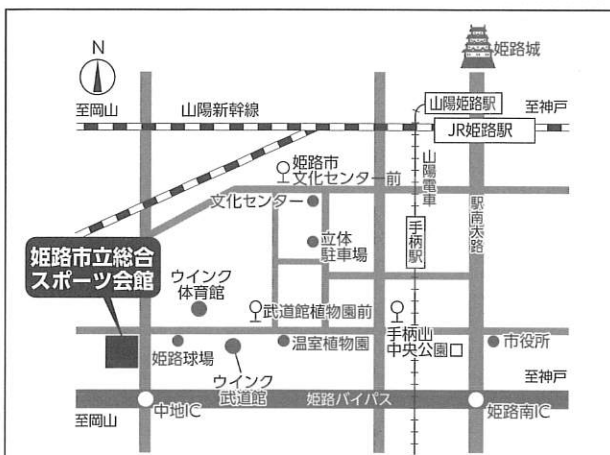 N
姫路城
至岡山
山陽新幹線
山陽姫路駅
至神戸
JR姫路駅
姫路市
文化センター前
山陽電車
文化センター
駅南大路
立体
駐車場
手柄駅
姫路市立総合
スポーツ会館
ウインク
体育館
武道館植物園前
手柄山
中央公園口
姫路球場
温室植物園
市役所
ウインク
武道館
至神戸
姫路バイパス
至岡山
中地IC
姫路南IC